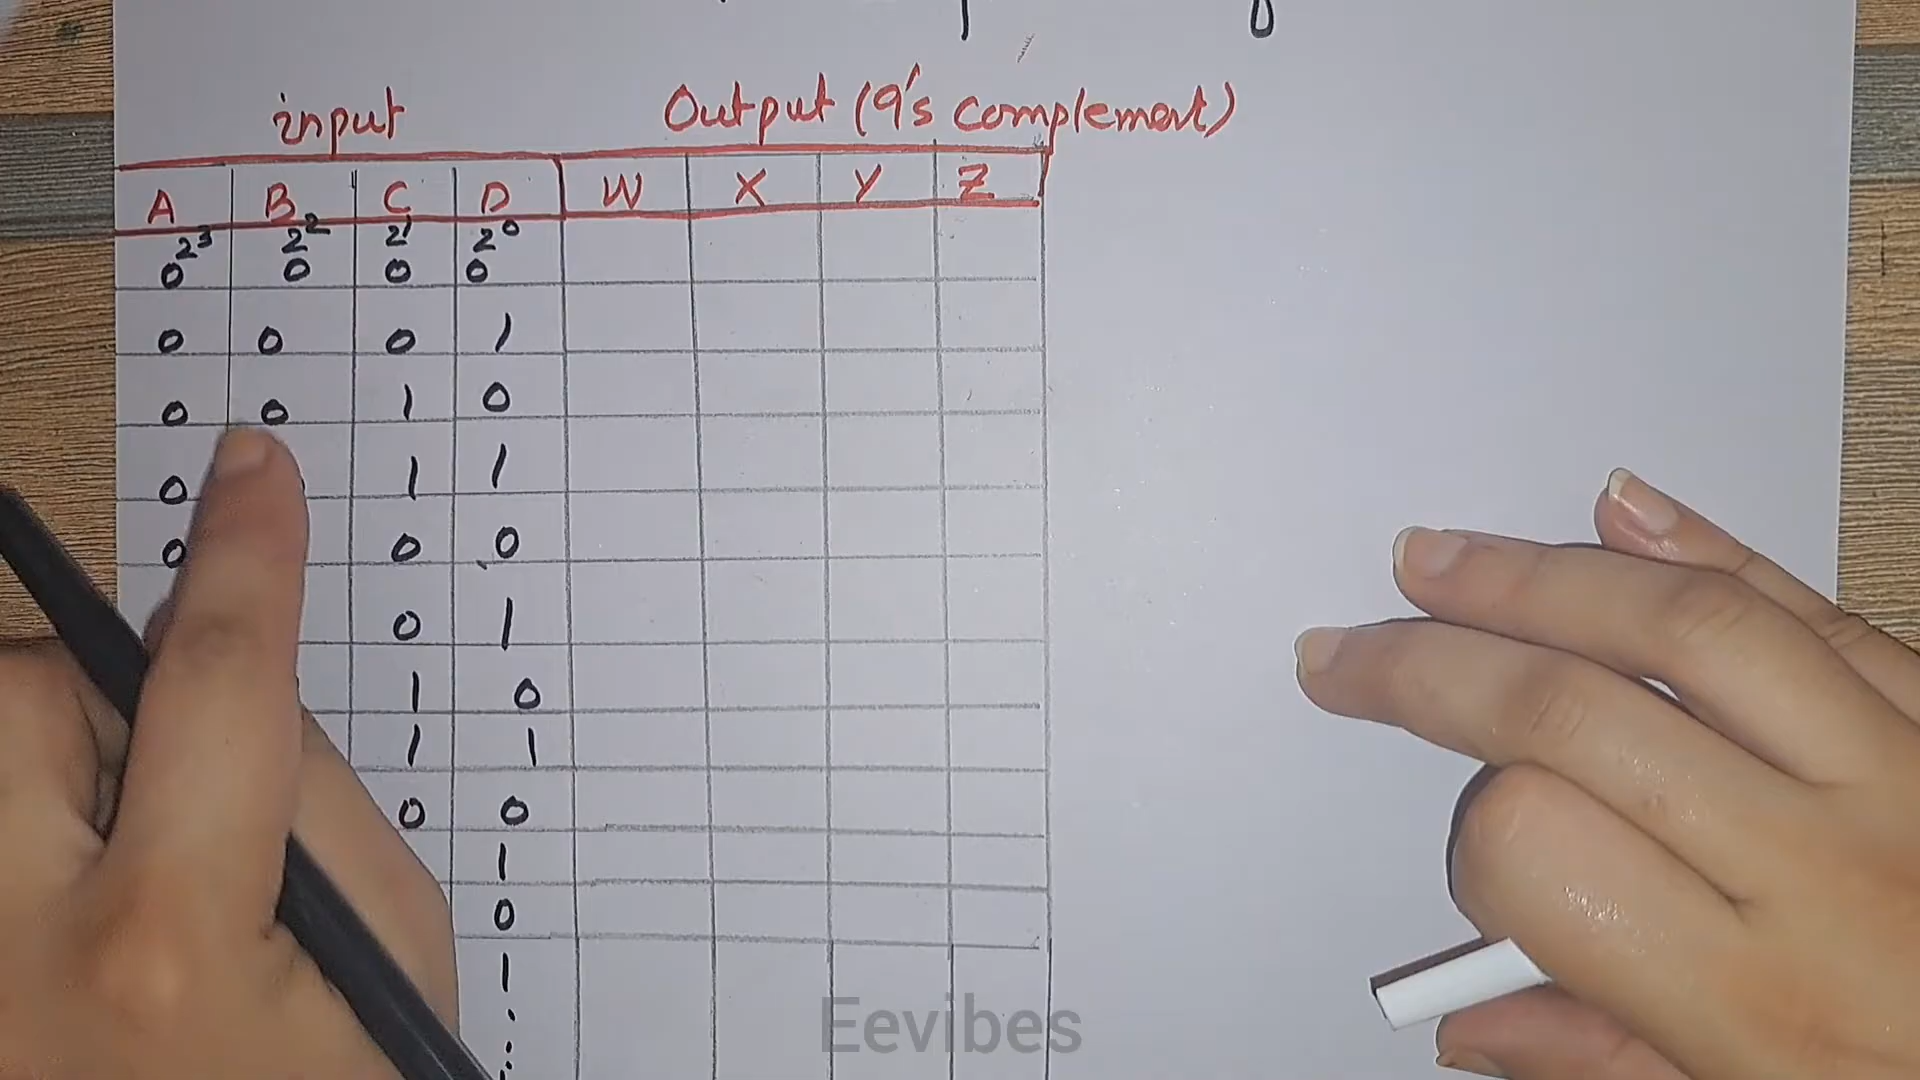 input Output (9's complement)
A B C D W X Y Z
2³ 2² 2¹ 2⁰
0 0 0 0
0 0 0 1
0 0 1 0
0 1 1
0 0 0
0 1
1 0
1 1
0 0
1
0
1
Eevibes